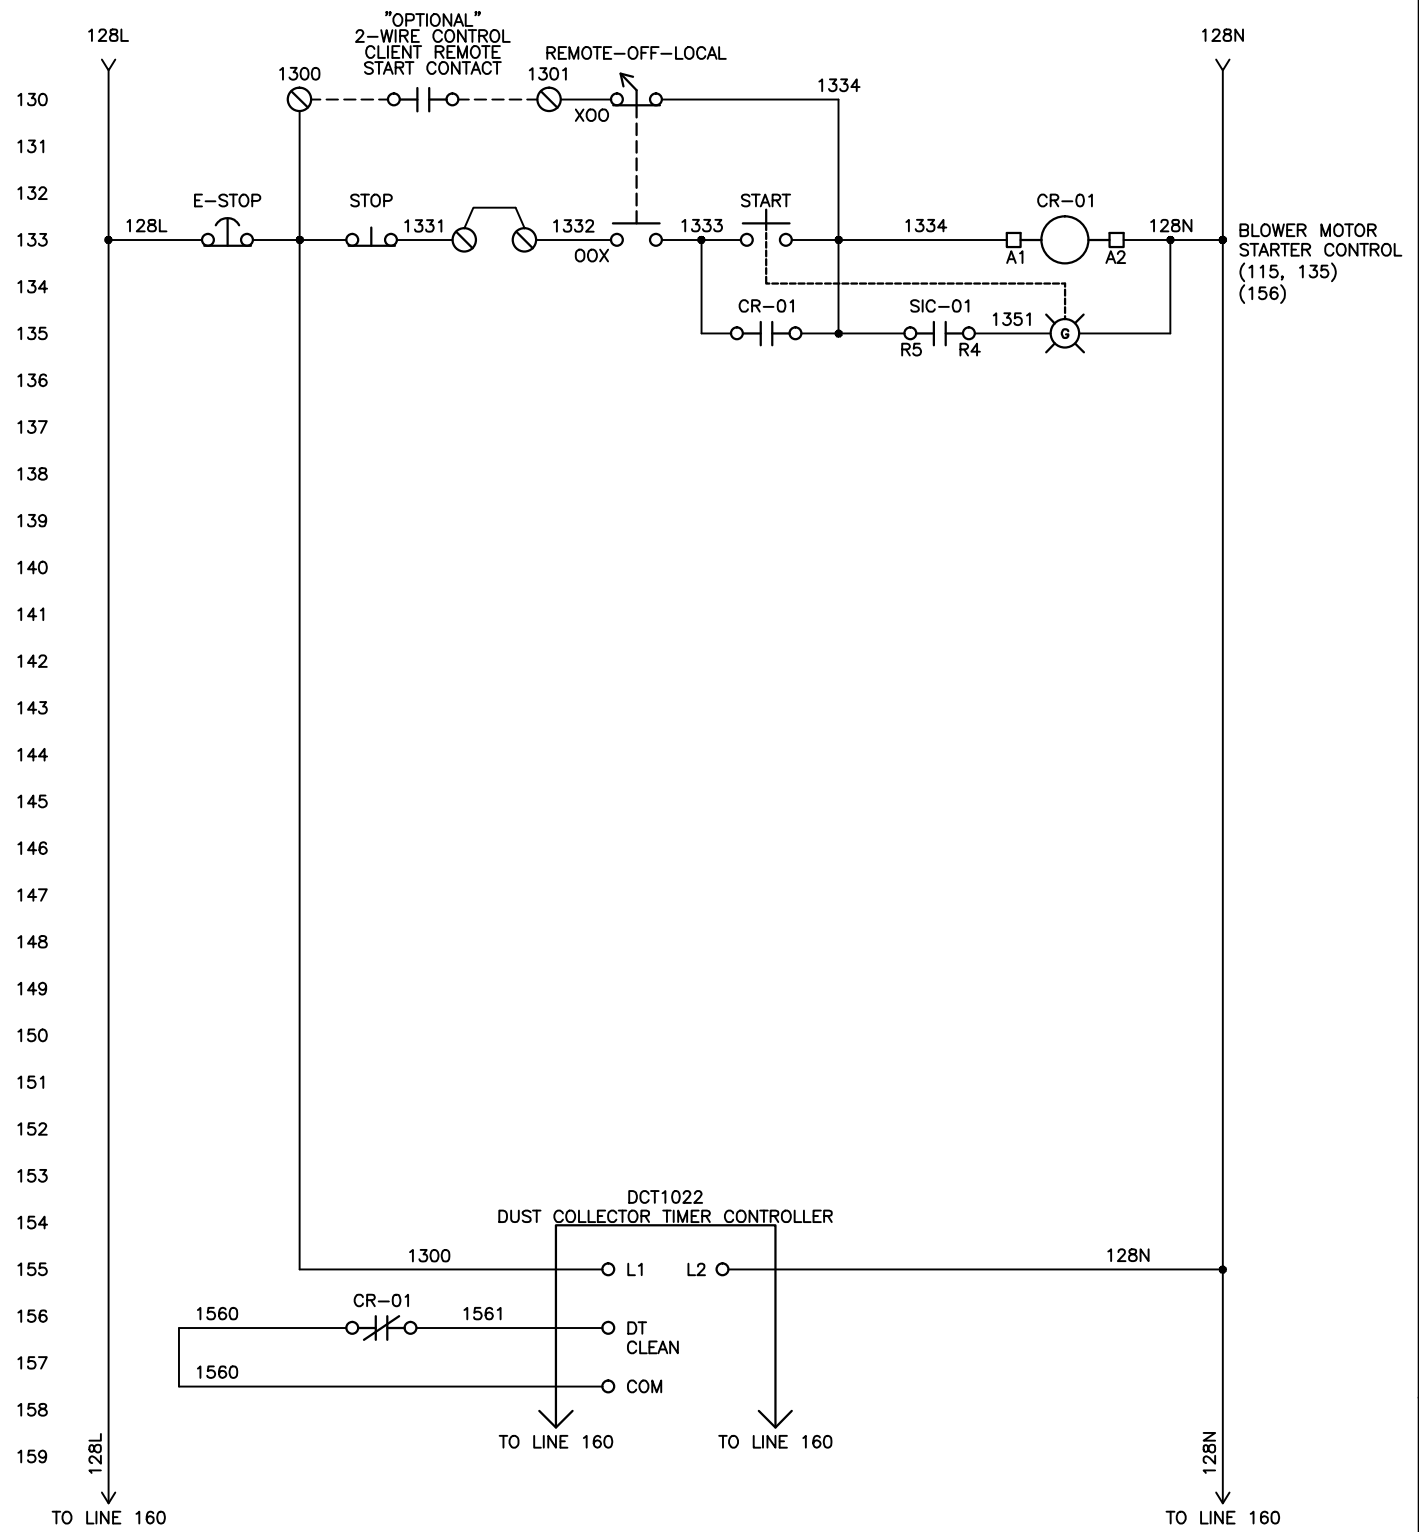 128L
"OPTIONAL"
2-WIRE CONTROL
CLIENT REMOTE
START CONTACT
REMOTE-OFF-LOCAL
128N
1300
1301
1334
130
XOO
131
132
E-STOP
STOP
START
CR-01
128L
1331
1332
1333
1334
128N
133
OOX
A1
A2
BLOWER MOTOR
STARTER CONTROL
(115, 135)
(156)
134
CR-01
SIC-01
1351
135
R5
R4
G
136
137
138
139
140
141
142
143
144
145
146
147
148
149
150
151
152
153
DCT1022
DUST COLLECTOR TIMER CONTROLLER
154
1300
128N
155
L1
L2
156
CR-01
1560
1561
DT
CLEAN
157
1560
COM
158
TO LINE 160
TO LINE 160
159
128L
128N
TO LINE 160
TO LINE 160